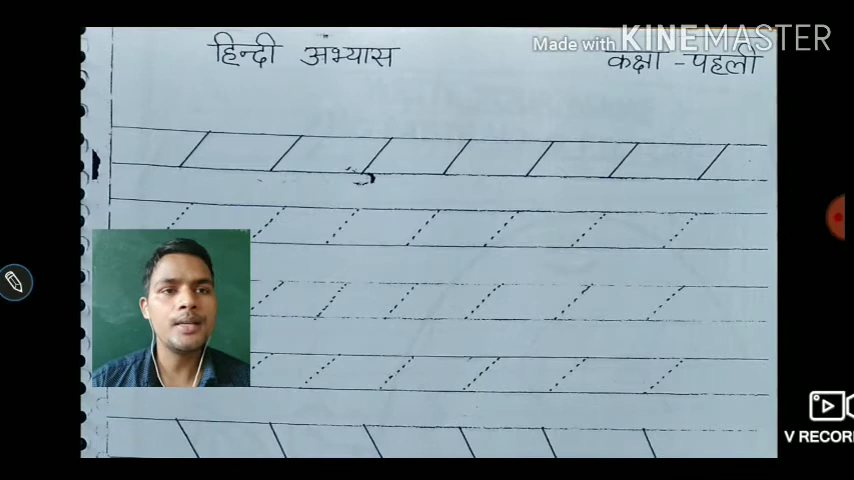 हिन्दी अभ्यास
Made with KINEMASTER
कक्षा - पहली
V RECOR